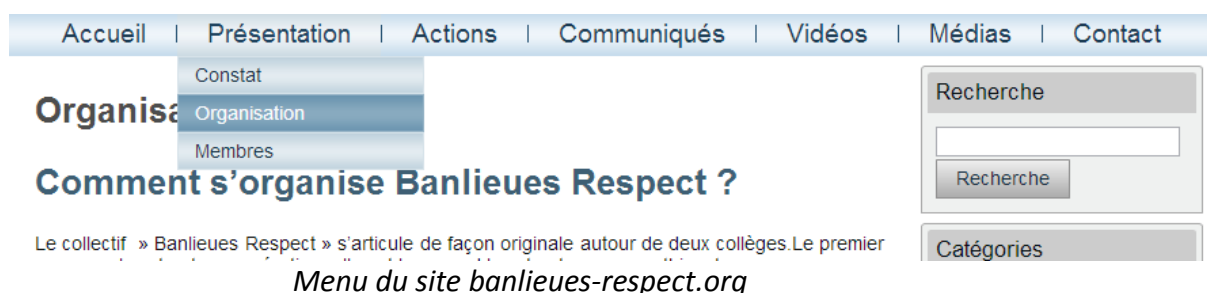 Accueil | Présentation | Actions | Communiqués | Vidéos | Médias | Contact
Constat
Organisation
Membres
Organisa
Comment s’organise Banlieues Respect ?
Le collectif » Banlieues Respect » s’articule de façon originale autour de deux collèges.Le premier
Recherche
Recherche
Catégories
Menu du site banlieues-respect.org